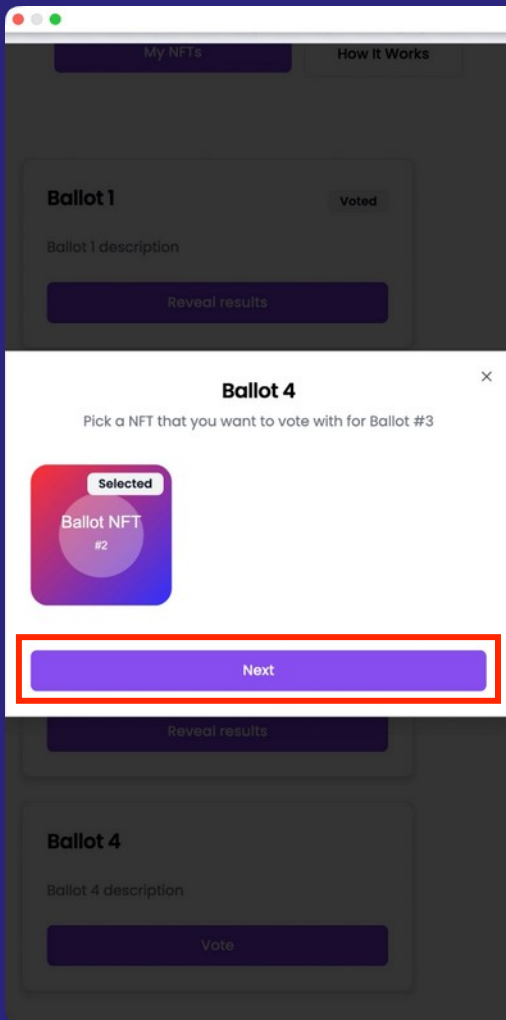 My NFTs
How It Works
Ballot 1
Voted
Ballot 1 description
Reveal results
Ballot 4
Pick a NFT that you want to vote with for Ballot #3
Selected
Ballot NFT
#2
Next
Reveal results
Ballot 4
Ballot 4 description
Vote